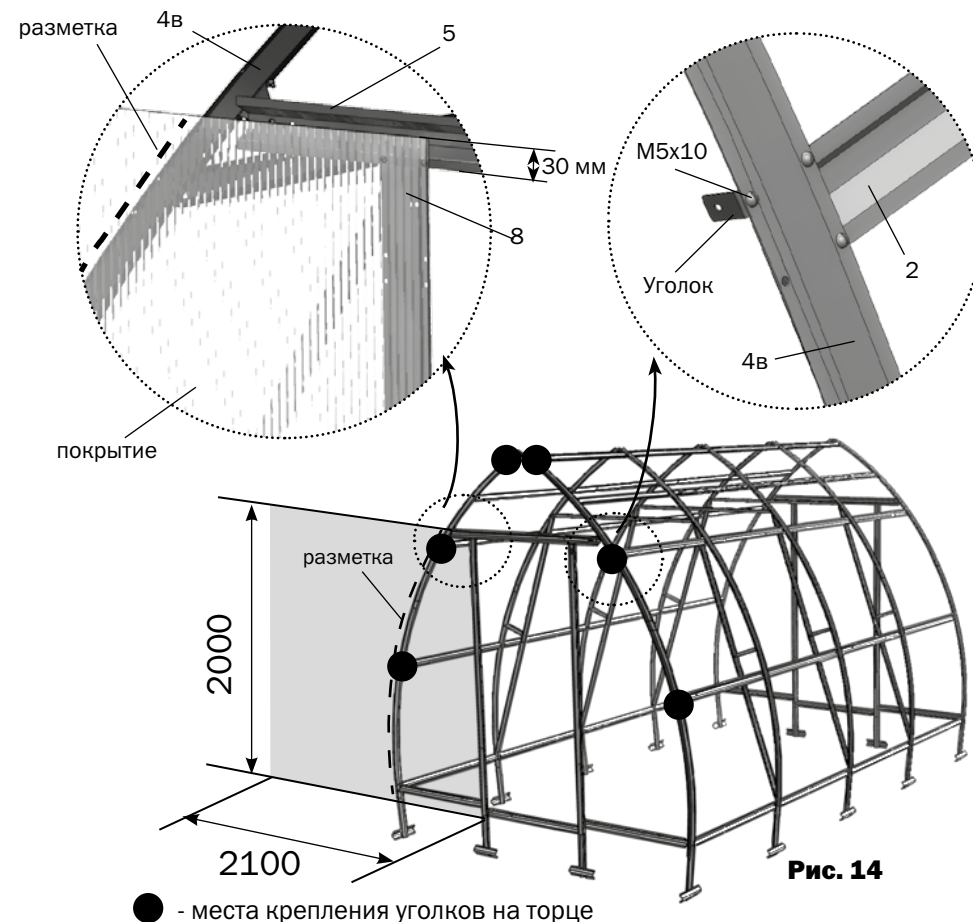 разметка
4в
5
30 мм
8
покрытие
M5x10
Уголок
2
4в
разметка
2000
2100
Рис. 14
- места крепления уголков на торце